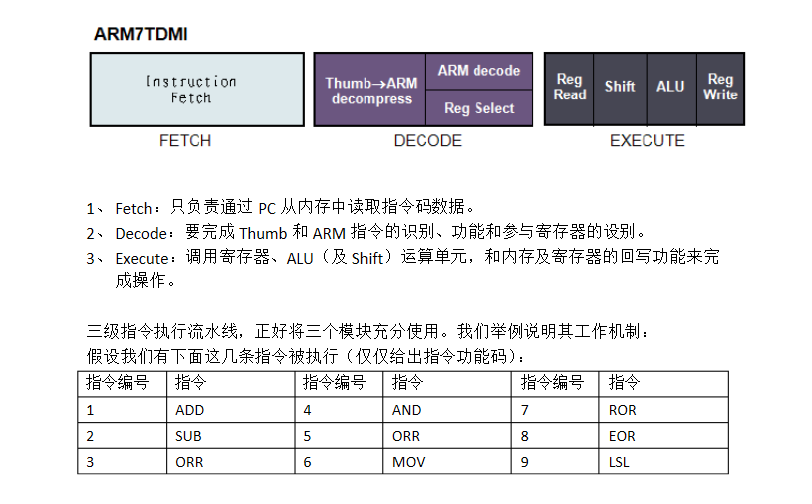 ARM7TDMI
Instruction
Fetch
Thumb→ARM
decompress
ARM decode
Reg Select
Reg
Read
Shift
ALU
Reg
Write
FETCH
DECODE
EXECUTE
1、 Fetch：只负责通过 PC 从内存中读取指令码数据。
2、 Decode：要完成 Thumb 和 ARM 指令的识别、功能和参与寄存器的设别。
3、 Execute：调用寄存器、ALU（及 Shift）运算单元，和内存及寄存器的回写功能来完
成操作。
三级指令执行流水线，正好将三个模块充分使用。我们举例说明其工作机制：
假设我们有下面这几条指令被执行（仅仅给出指令功能码）：
指令编号 指令 指令编号 指令 指令编号 指令
1 ADD 4 AND 7 ROR
2 SUB 5 ORR 8 EOR
3 ORR 6 MOV 9 LSL